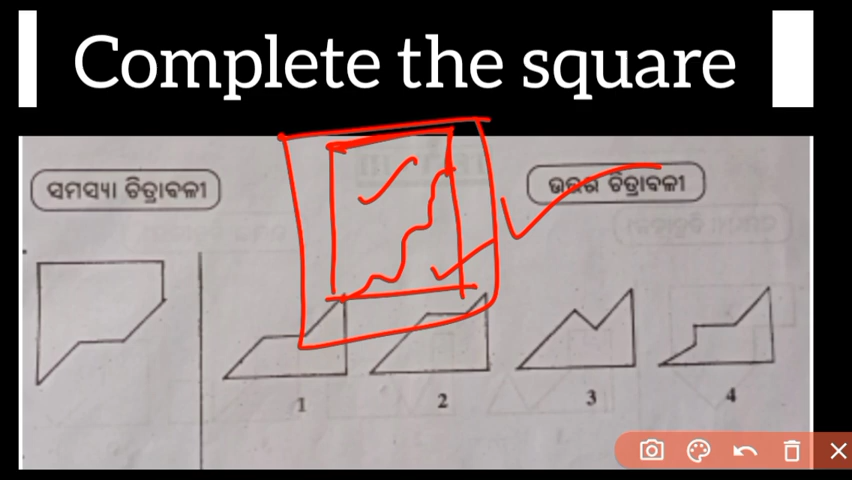 Complete the square
ସମସ୍ୟା ଚିତ୍ରାବଳୀ
ଉତ୍ତର ଚିତ୍ରାବଳୀ
1 2 3 4